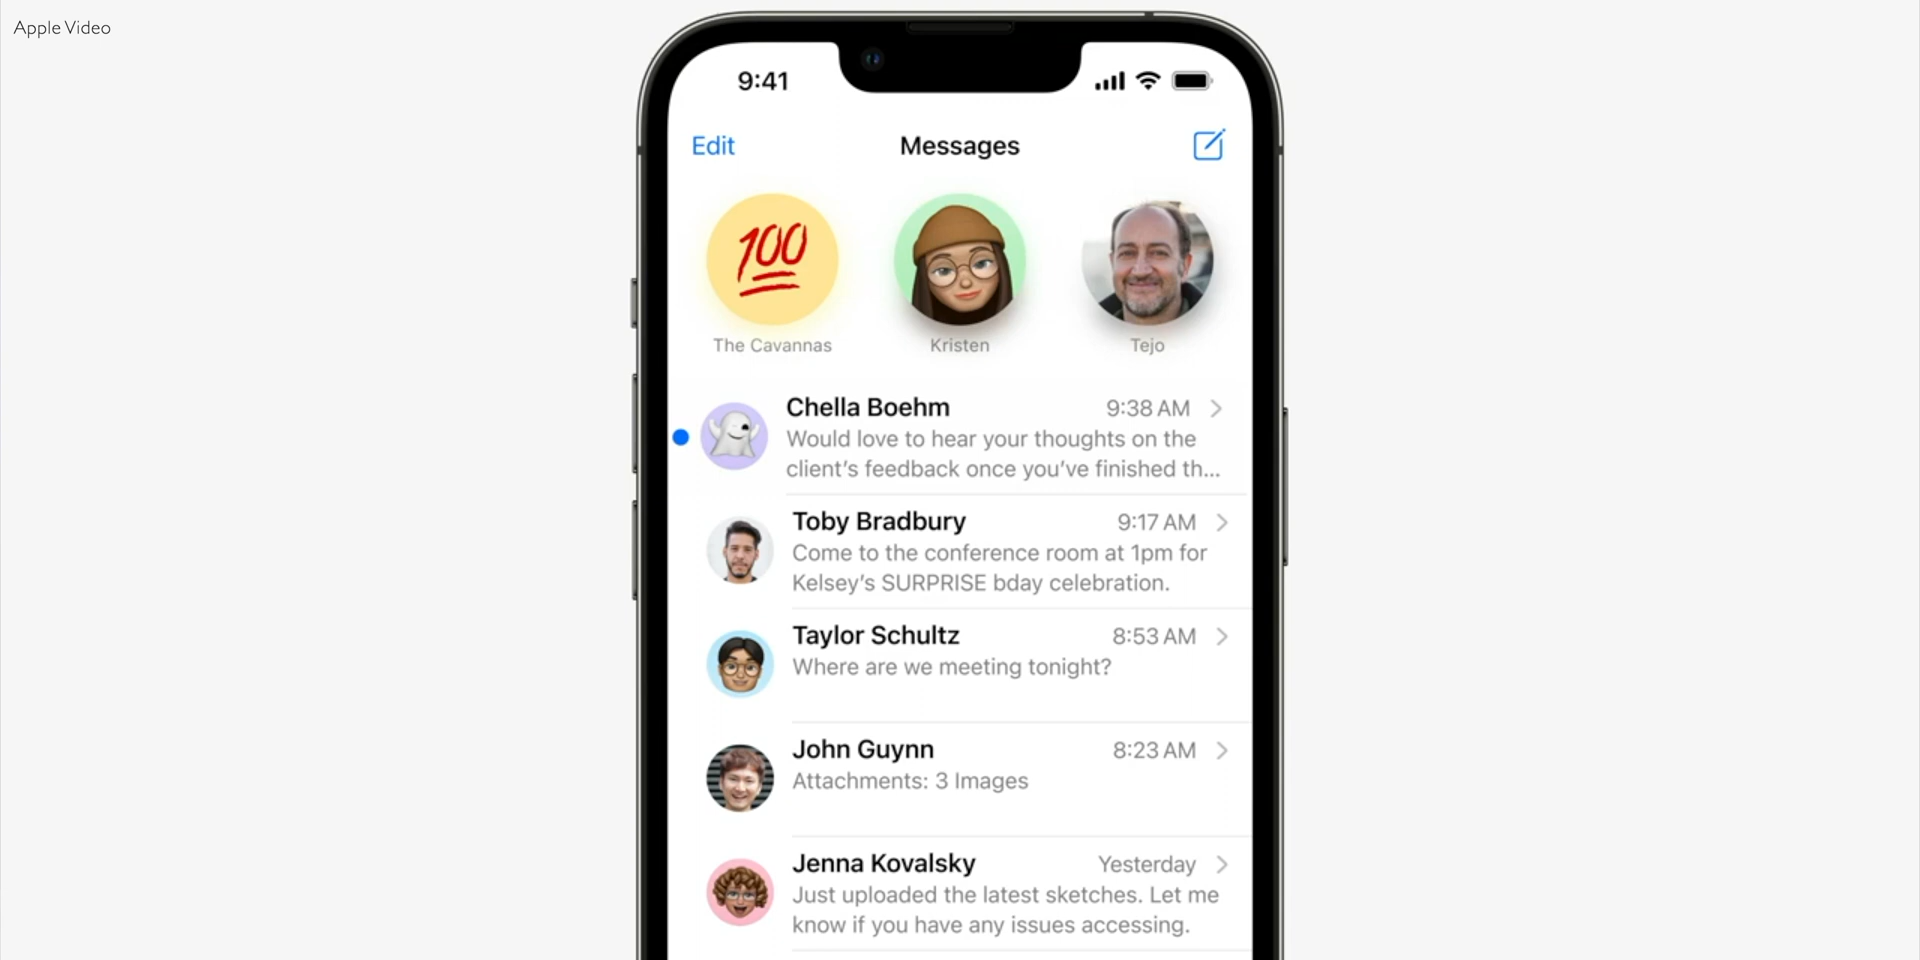 Apple Video
9:41
Edit
Messages
💯
The Cavannas
Kristen
Tejo
Chella Boehm
9:38 AM
Would love to hear your thoughts on the
client’s feedback once you’ve finished th...
Toby Bradbury
9:17 AM
Come to the conference room at 1pm for
Kelsey’s SURPRISE bday celebration.
Taylor Schultz
8:53 AM
Where are we meeting tonight?
John Guynn
8:23 AM
Attachments: 3 Images
Jenna Kovalsky
Yesterday
Just uploaded the latest sketches. Let me
know if you have any issues accessing.